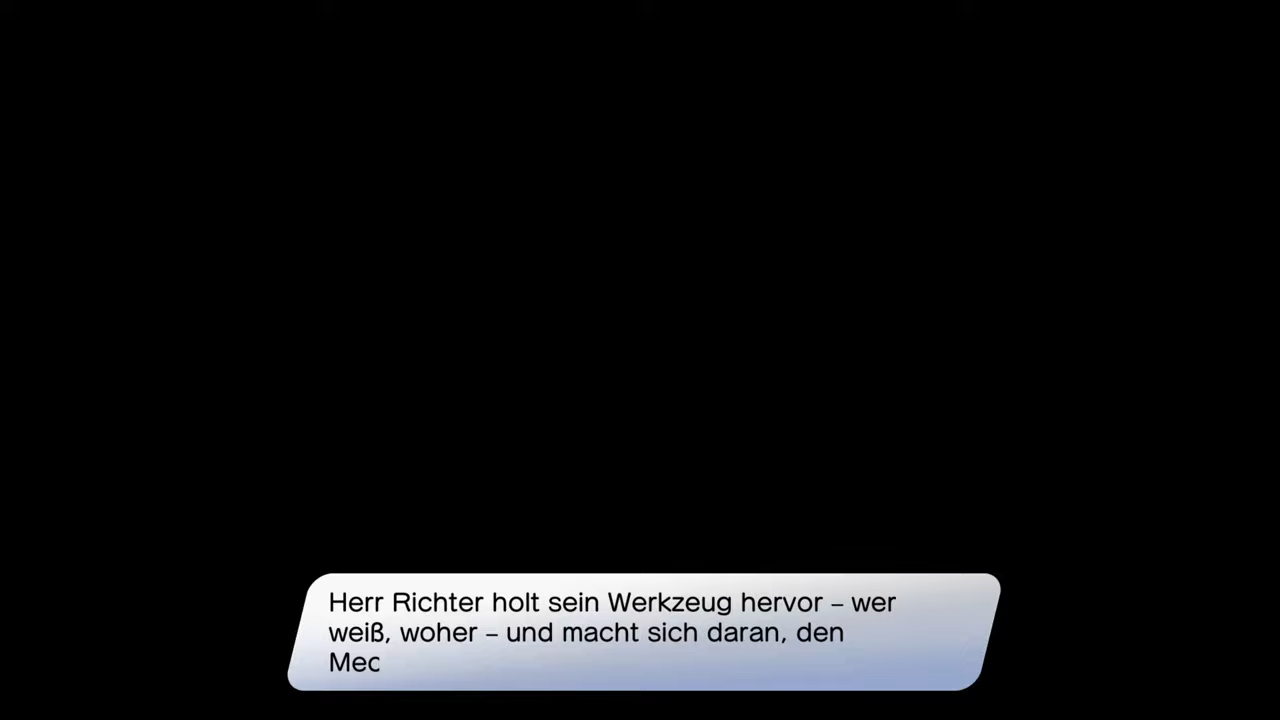 Herr Richter holt sein Werkzeug hervor – wer
weiß, woher – und macht sich daran, den
Mec